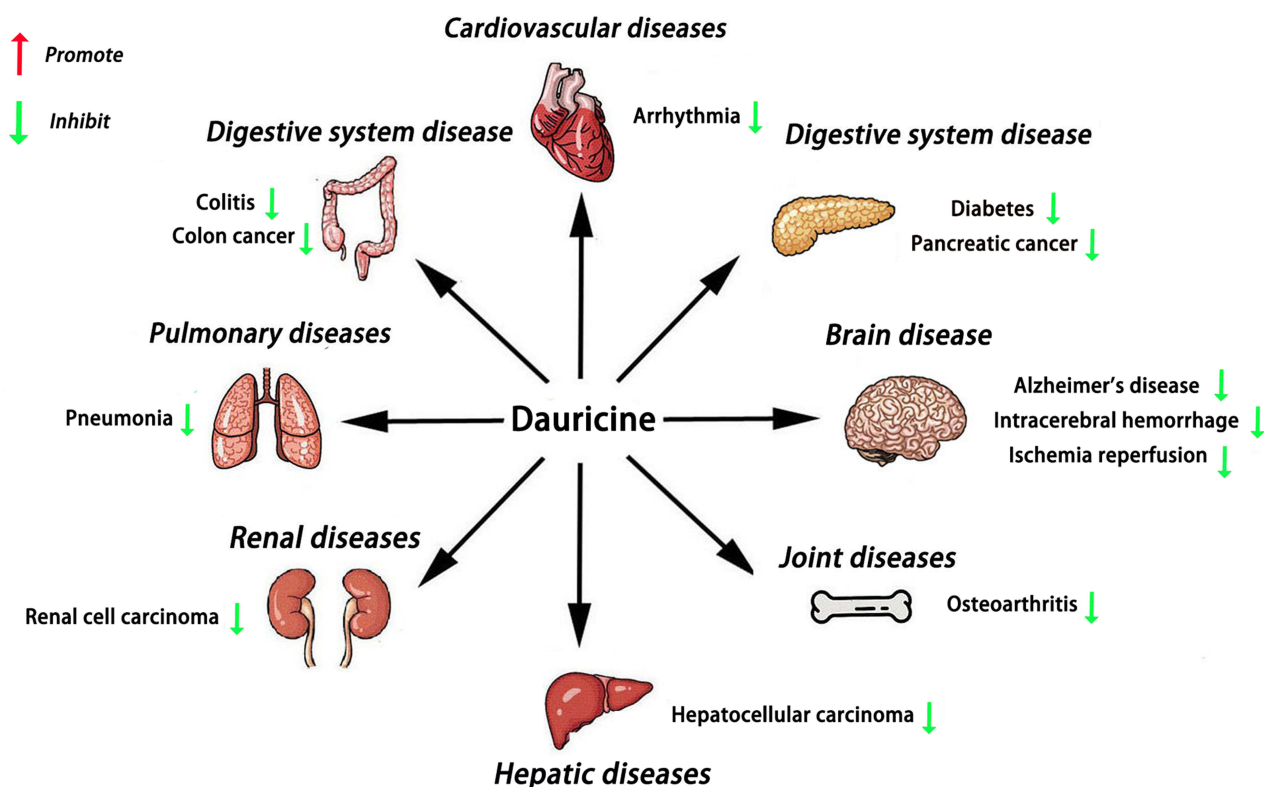 Cardiovascular diseases
Promote
Inhibit
Arrhythmia
Digestive system disease
Colitis
Colon cancer
Digestive system disease
Diabetes
Pancreatic cancer
Pulmonary diseases
Pneumonia
Brain disease
Alzheimer's disease
Intracerebral hemorrhage
Ischemia reperfusion
Dauricine
Renal diseases
Renal cell carcinoma
Joint diseases
Osteoarthritis
Hepatocellular carcinoma
Hepatic diseases